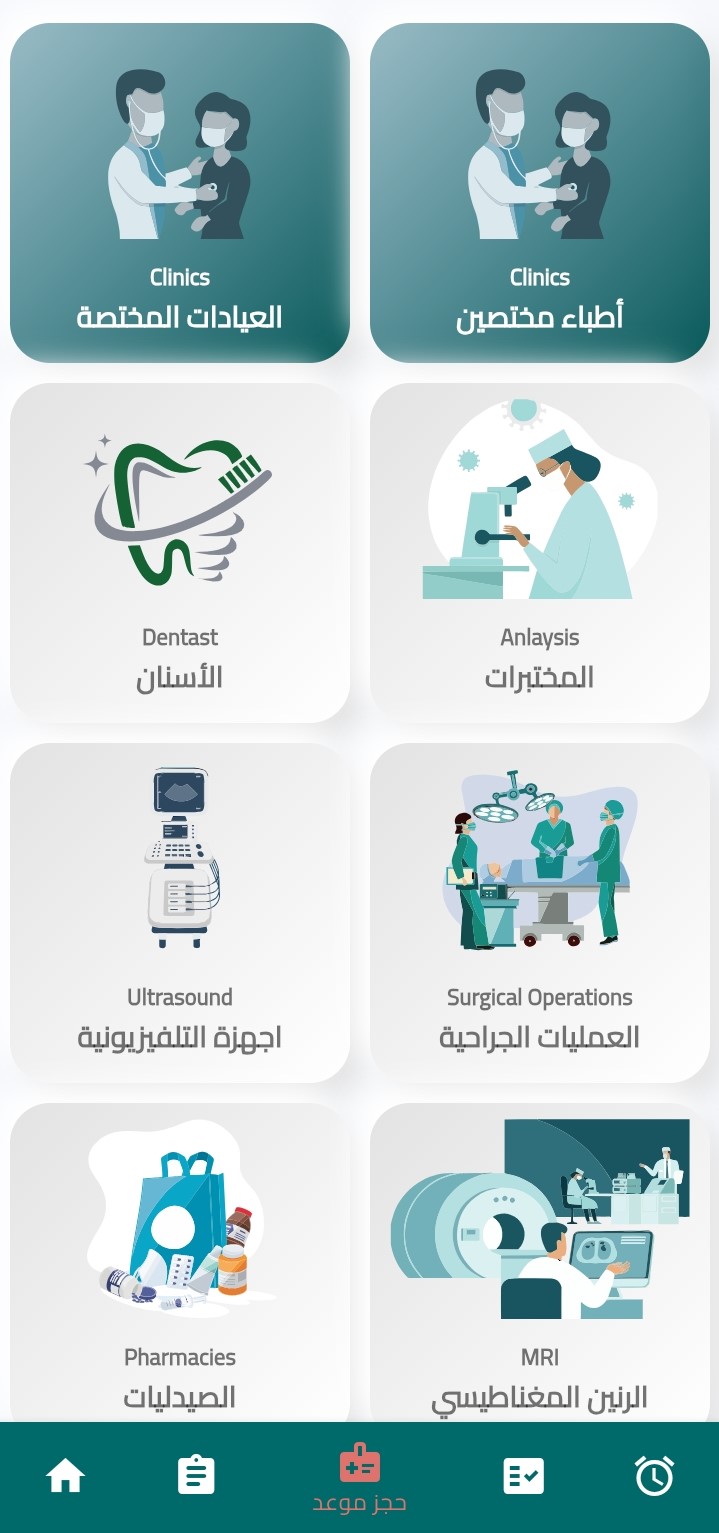 Clinics
العيادات المختصة
Clinics
أطباء مختصين
Dentast
الأسنان
Anlaysis
المختبرات
Ultrasound
اجهزة التلفيزيونية
Surgical Operations
العمليات الجراحية
Pharmacies
الصيدليات
MRI
الرنين المغناطيسي
حجز موعد